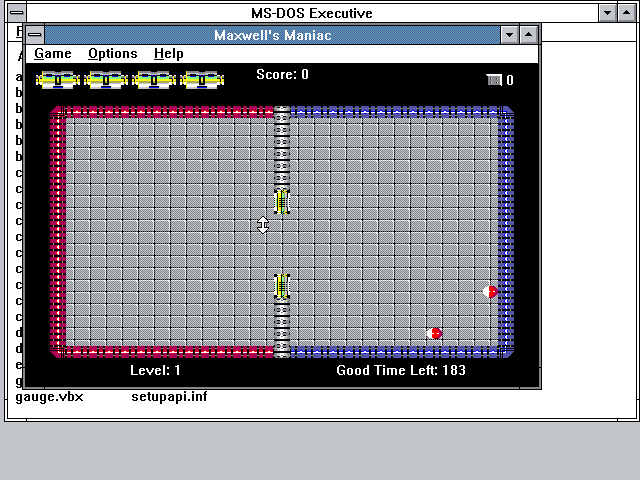 MS-DOS Executive
Maxwell's Maniac
Game Options Help
Score: 0
0
Level: 1
Good Time Left: 183
gauge.vbx setupapi.inf